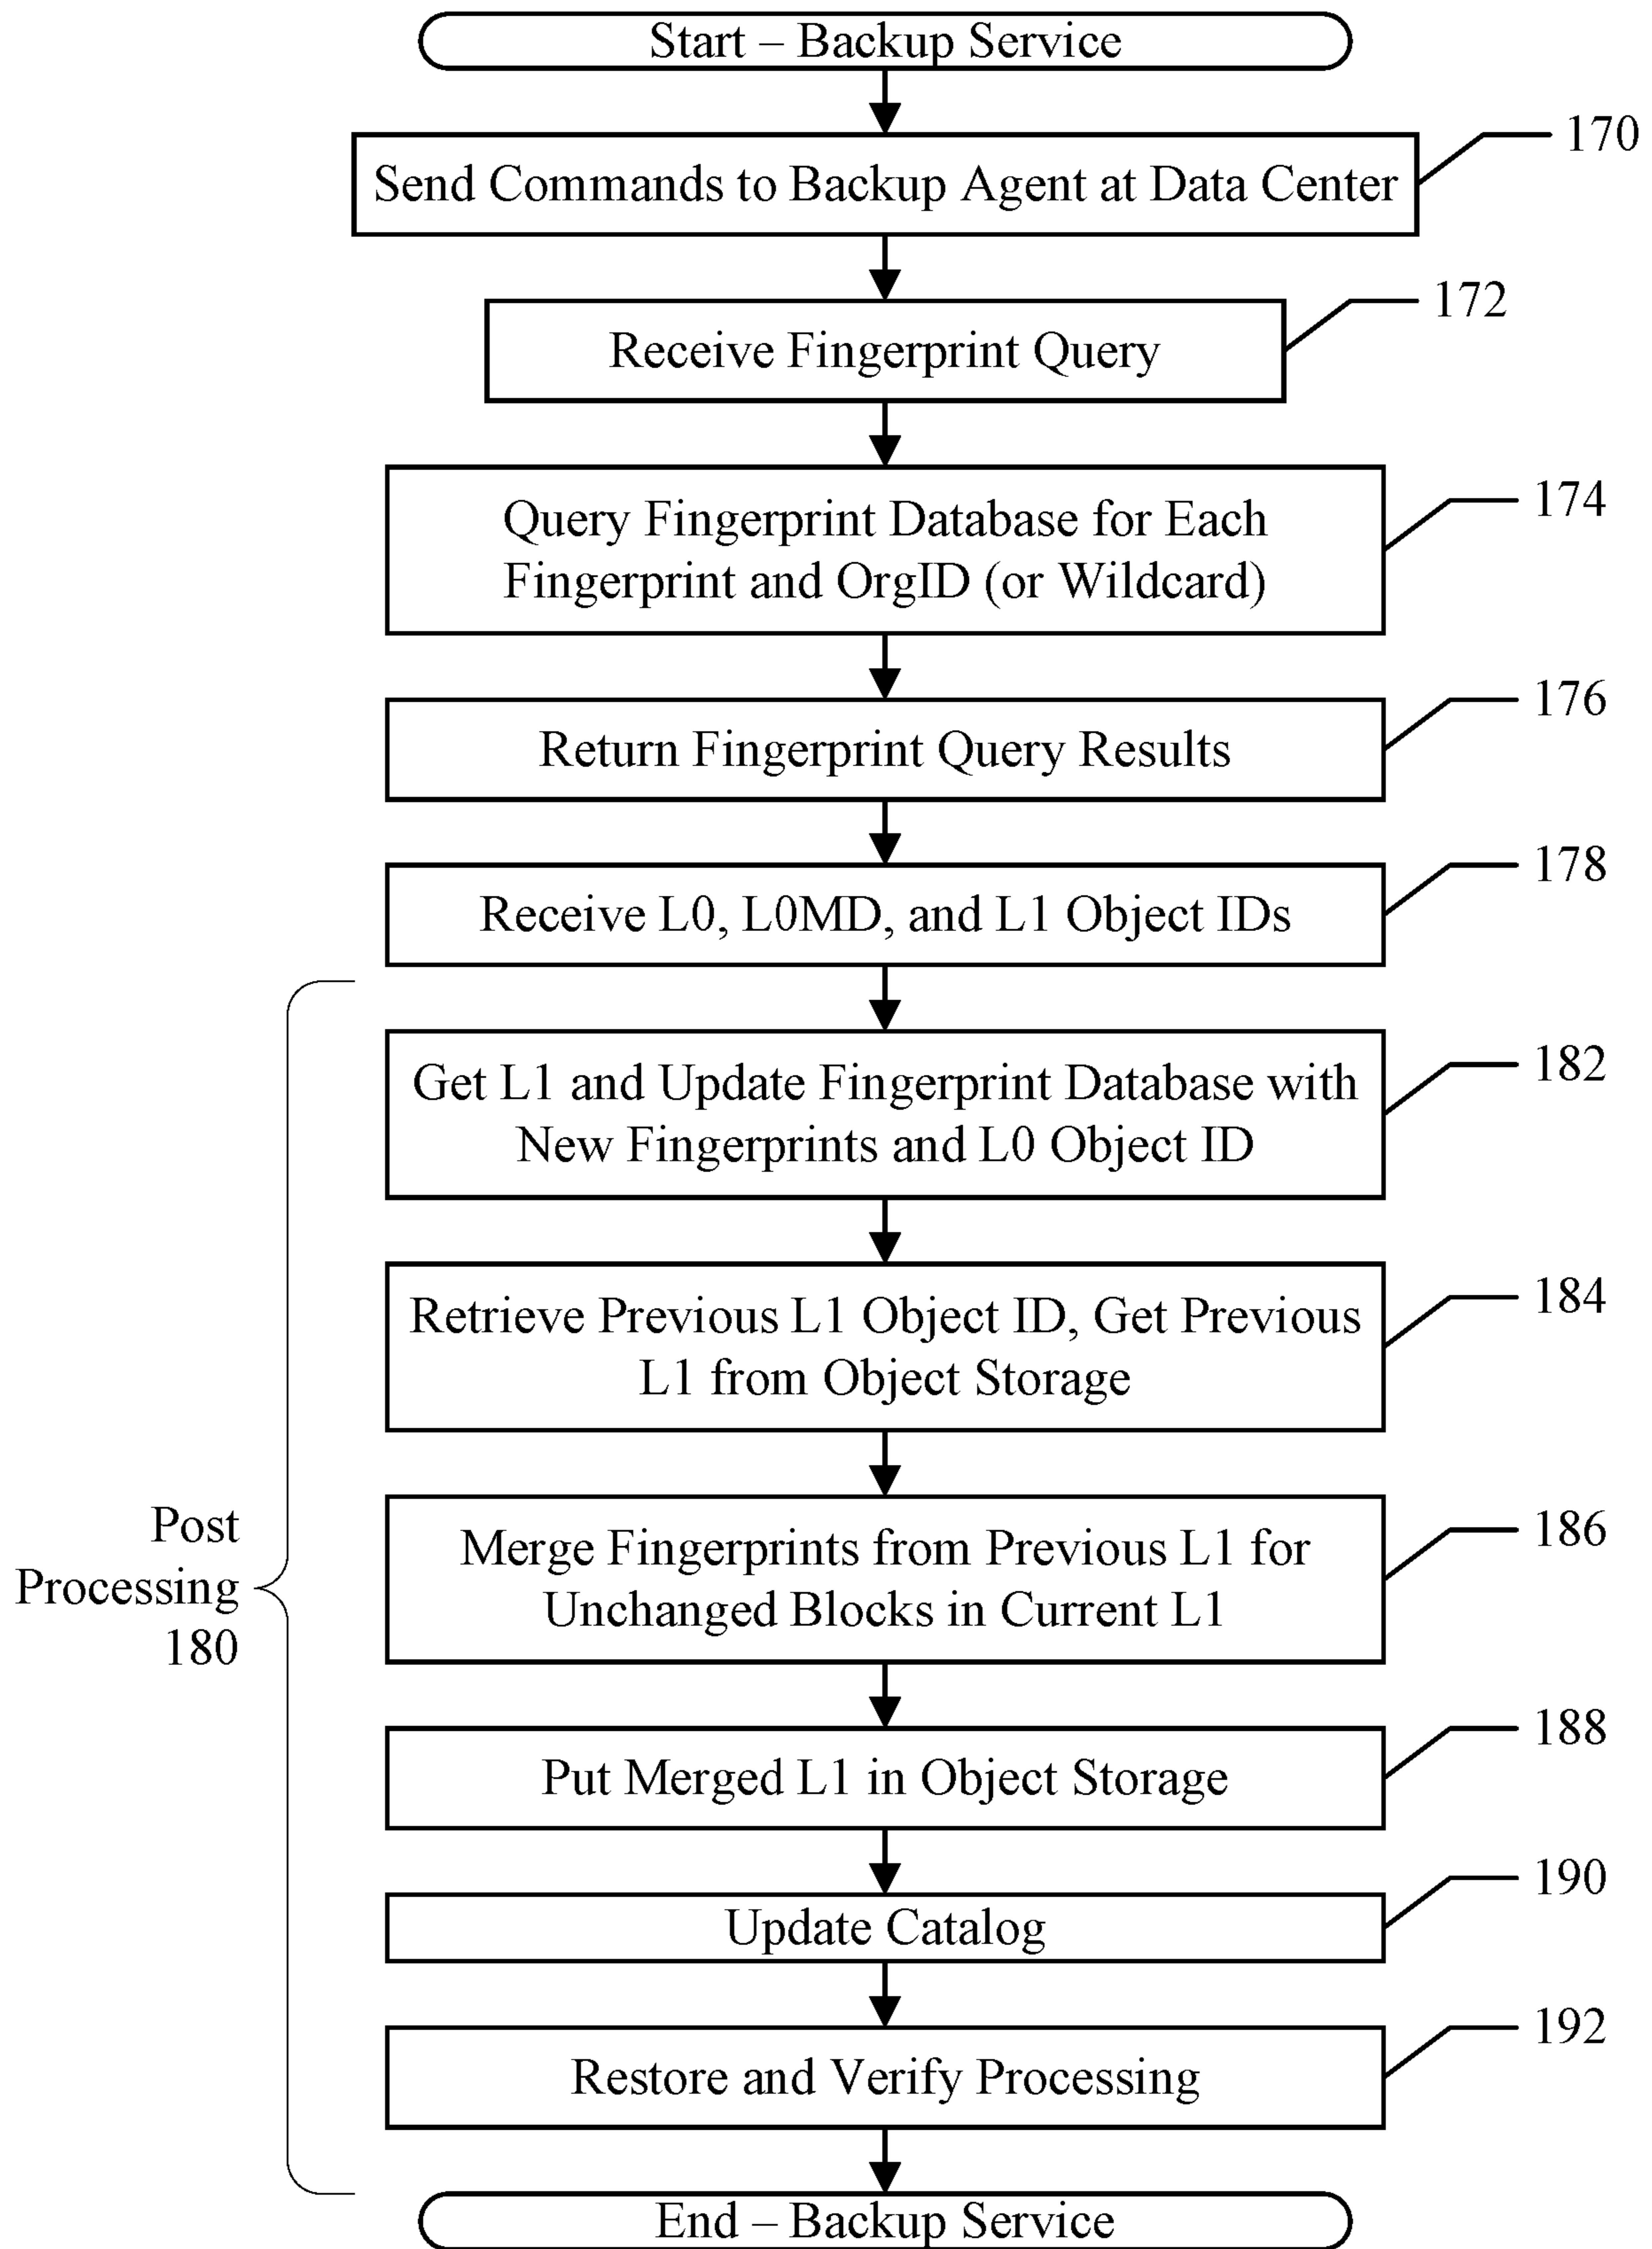 Start – Backup Service
170
Send Commands to Backup Agent at Data Center
172
Receive Fingerprint Query
174
Query Fingerprint Database for Each
Fingerprint and OrgID (or Wildcard)
176
Return Fingerprint Query Results
178
Receive L0, L0MD, and L1 Object IDs
182
Get L1 and Update Fingerprint Database with
New Fingerprints and L0 Object ID
184
Retrieve Previous L1 Object ID, Get Previous
L1 from Object Storage
Post
Processing
180
186
Merge Fingerprints from Previous L1 for
Unchanged Blocks in Current L1
188
Put Merged L1 in Object Storage
190
Update Catalog
192
Restore and Verify Processing
End – Backup Service